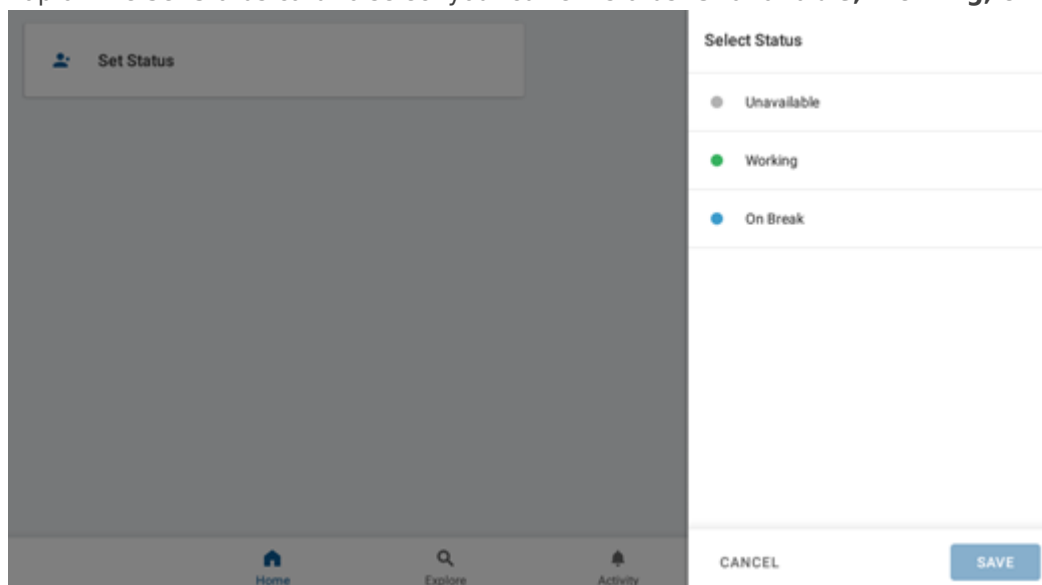 Set Status
Select Status
Unavailable
Working
On Break
Home
Explore
Activity
CANCEL
SAVE